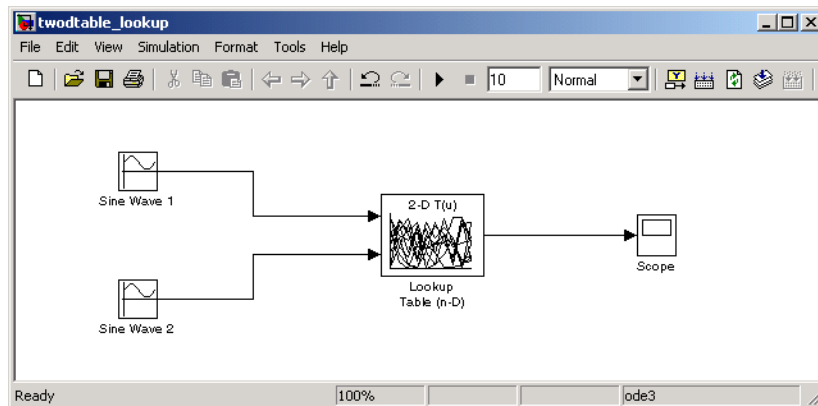 twodtable_lookup
File Edit View Simulation Format Tools Help
10 Normal
Sine Wave 1
2-D T(u)
Scope
Lookup
Table (n-D)
Sine Wave 2
Ready 100% ode3